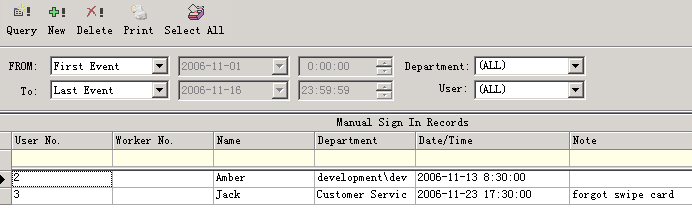 Query New Delete Print Select All
FROM: First Event 2006-11-01 0:00:00 Department: (ALL)
To: Last Event 2006-11-16 23:59:59 User: (ALL)
Manual Sign In Records
User No. Worker No. Name Department Date/Time Note
2 Amber development\dev 2006-11-13 8:30:00
3 Jack Customer Servic 2006-11-23 17:30:00 forgot swipe card